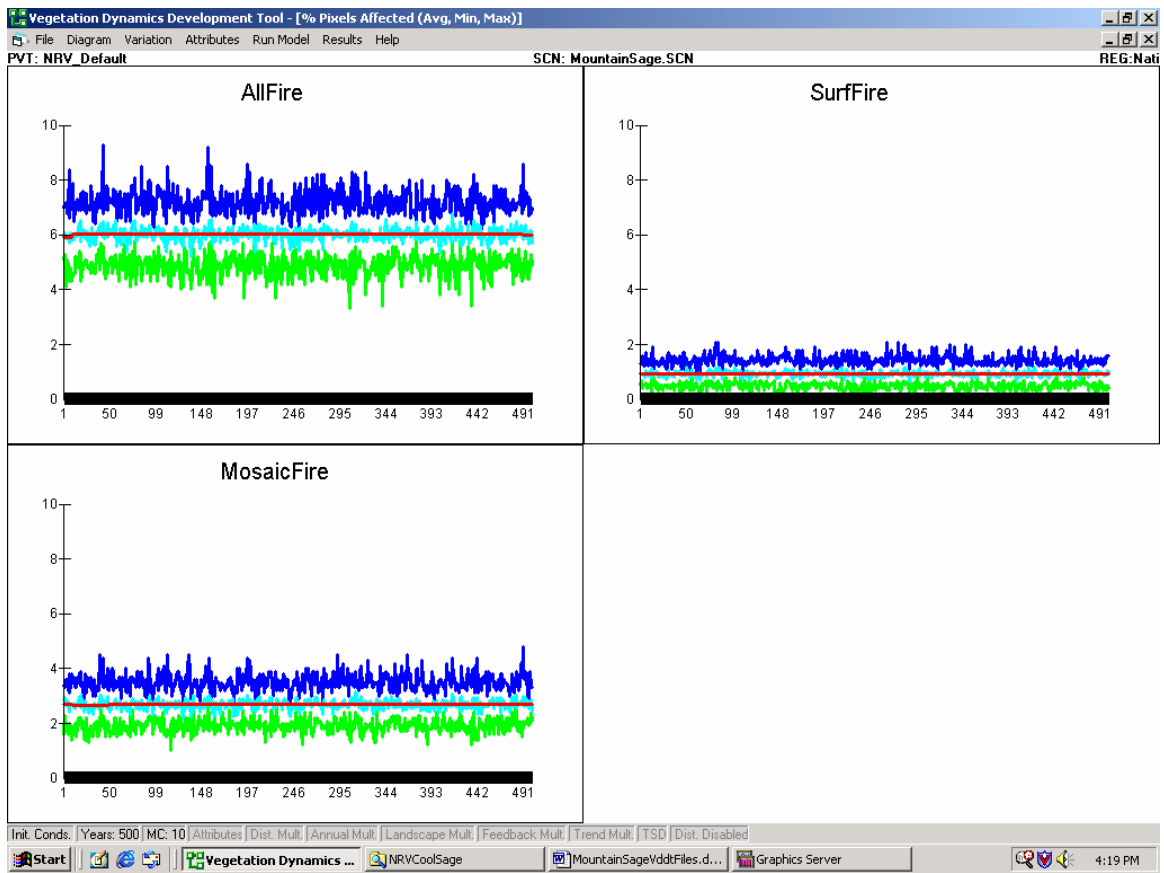 Vegetation Dynamics Development Tool - [% Pixels Affected (Avg, Min, Max)]
File Diagram Variation Attributes Run Model Results Help
PVT: NRV_Default SCN: MountainSage.SCN REG:Nati
AllFire
10
8
6
4
2
0
1 50 99 148 197 246 295 344 393 442 491
SurfFire
10
8
6
4
2
0
1 50 99 148 197 246 295 344 393 442 491
MosaicFire
10
8
6
4
2
0
1 50 99 148 197 246 295 344 393 442 491
Init. Conds. Years: 500 MC: 10 Attributes Dist. Mult. Annual Mult. Landscape Mult. Feedback Mult. Trend Mult. TSD Dist. Disabled
Start Vegetation Dynamics ... NRVCoolSage MountainSageVddtFiles.d... Graphics Server 4:19 PM